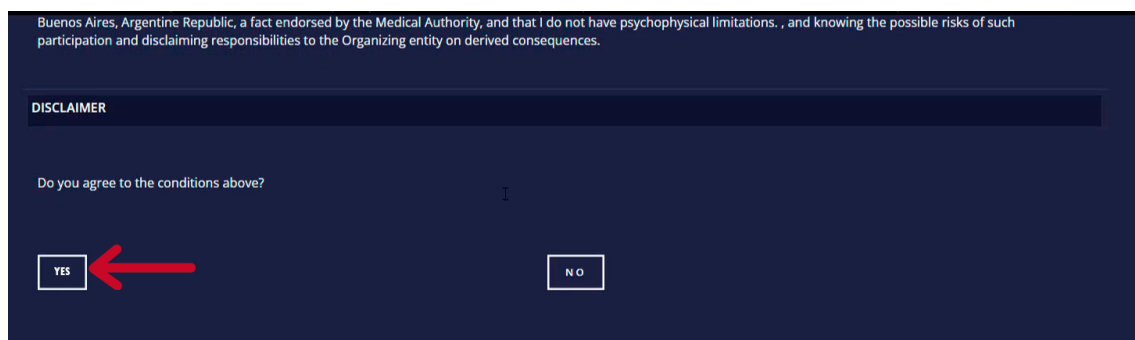 Buenos Aires, Argentine Republic, a fact endorsed by the Medical Authority, and that I do not have psychophysical limitations. , and knowing the possible risks of such
participation and disclaiming responsibilities to the Organizing entity on derived consequences.
DISCLAIMER
Do you agree to the conditions above?
YES
NO